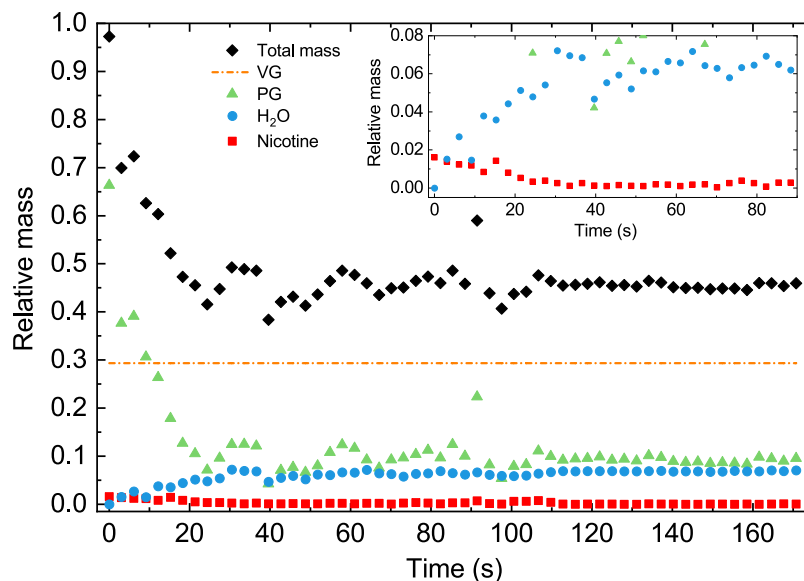 1.0
0.9
0.8
0.7
0.6
0.5
0.4
0.3
0.2
0.1
0.0
Relative mass
0 20 40 60 80 100 120 140 160
Time (s)
Total mass
VG
PG
H₂O
Nicotine
0.08
0.06
0.04
0.02
0.00
Relative mass
0 20 40 60 80
Time (s)